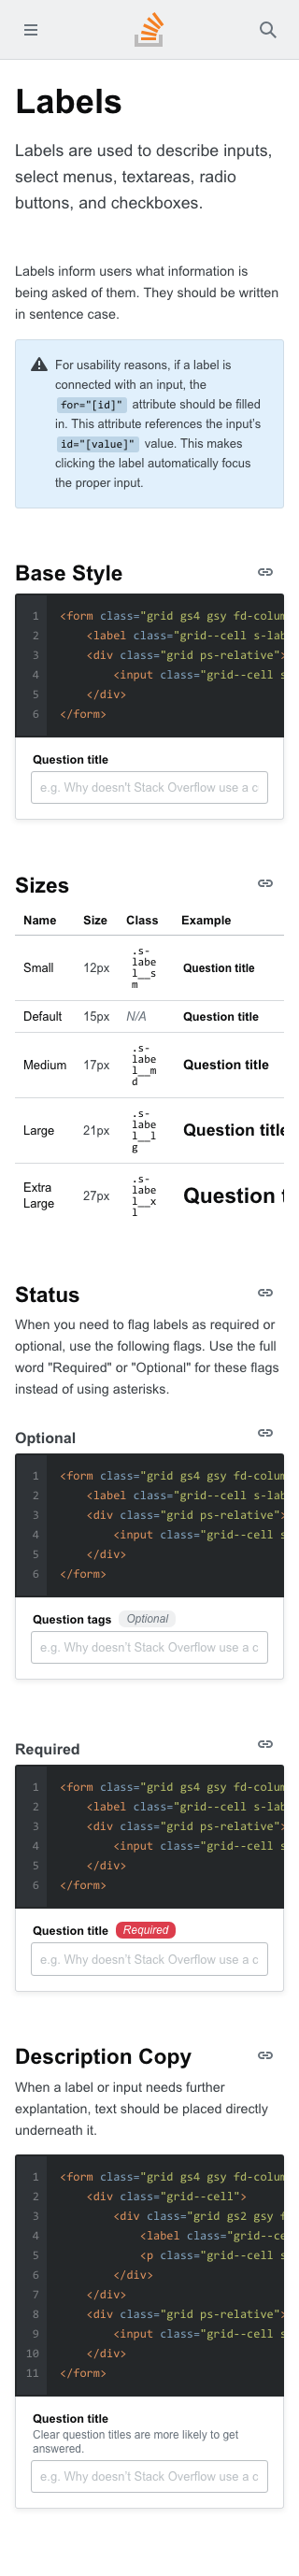 Labels
Labels are used to describe inputs,
select menus, textareas, radio
buttons, and checkboxes.
Labels inform users what information is
being asked of them. They should be written
in sentence case.
For usability reasons, if a label is
connected with an input, the
for="[id]" attribute should be filled
in. This attribute references the input's
id="[value]" value. This makes
clicking the label automatically focus
the proper input.
Base Style
1 <form class="grid gs4 gsy fd-colum
2 <label class="grid--cell s-lab
3 <div class="grid ps-relative">
4 <input class="grid--cell s
5 </div>
6 </form>
Question title
e.g. Why doesn't Stack Overflow use a c
Sizes
Name Size Class Example
Small 12px .s-label__sm Question title
Default 15px N/A Question title
Medium 17px .s-label__md Question title
Large 21px .s-label__lg Question title
Extra Large 27px .s-label__xl Question t
Status
When you need to flag labels as required or
optional, use the following flags. Use the full
word "Required" or "Optional" for these flags
instead of using asterisks.
Optional
1 <form class="grid gs4 gsy fd-colum
2 <label class="grid--cell s-lab
3 <div class="grid ps-relative">
4 <input class="grid--cell s
5 </div>
6 </form>
Question tags Optional
e.g. Why doesn't Stack Overflow use a c
Required
1 <form class="grid gs4 gsy fd-colum
2 <label class="grid--cell s-lab
3 <div class="grid ps-relative">
4 <input class="grid--cell s
5 </div>
6 </form>
Question title Required
e.g. Why doesn't Stack Overflow use a c
Description Copy
When a label or input needs further
explanation, text should be placed directly
underneath it.
1 <form class="grid gs4 gsy fd-colum
2 <div class="grid--cell">
3 <div class="grid gs2 gsy f
4 <label class="grid--ce
5 <p class="grid--cell s
6 </div>
7 </div>
8 <div class="grid ps-relative">
9 <input class="grid--cell s
10 </div>
11 </form>
Question title
Clear question titles are more likely to get
answered.
e.g. Why doesn't Stack Overflow use a c